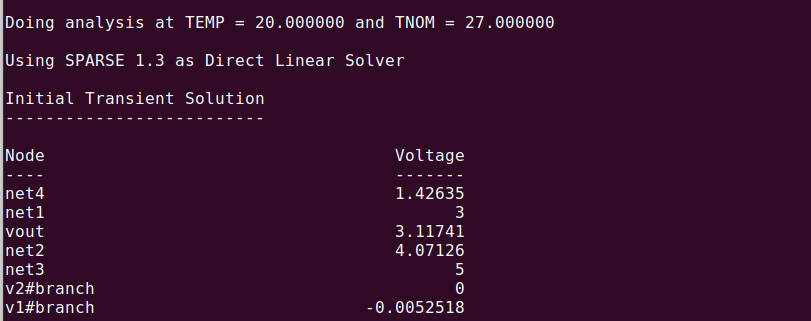 Doing analysis at TEMP = 20.000000 and TNOM = 27.000000
Using SPARSE 1.3 as Direct Linear Solver
Initial Transient Solution
--------------------------
Node Voltage
---- -------
net4 1.42635
net1 3
vout 3.11741
net2 4.07126
net3 5
v2#branch 0
v1#branch -0.0052518